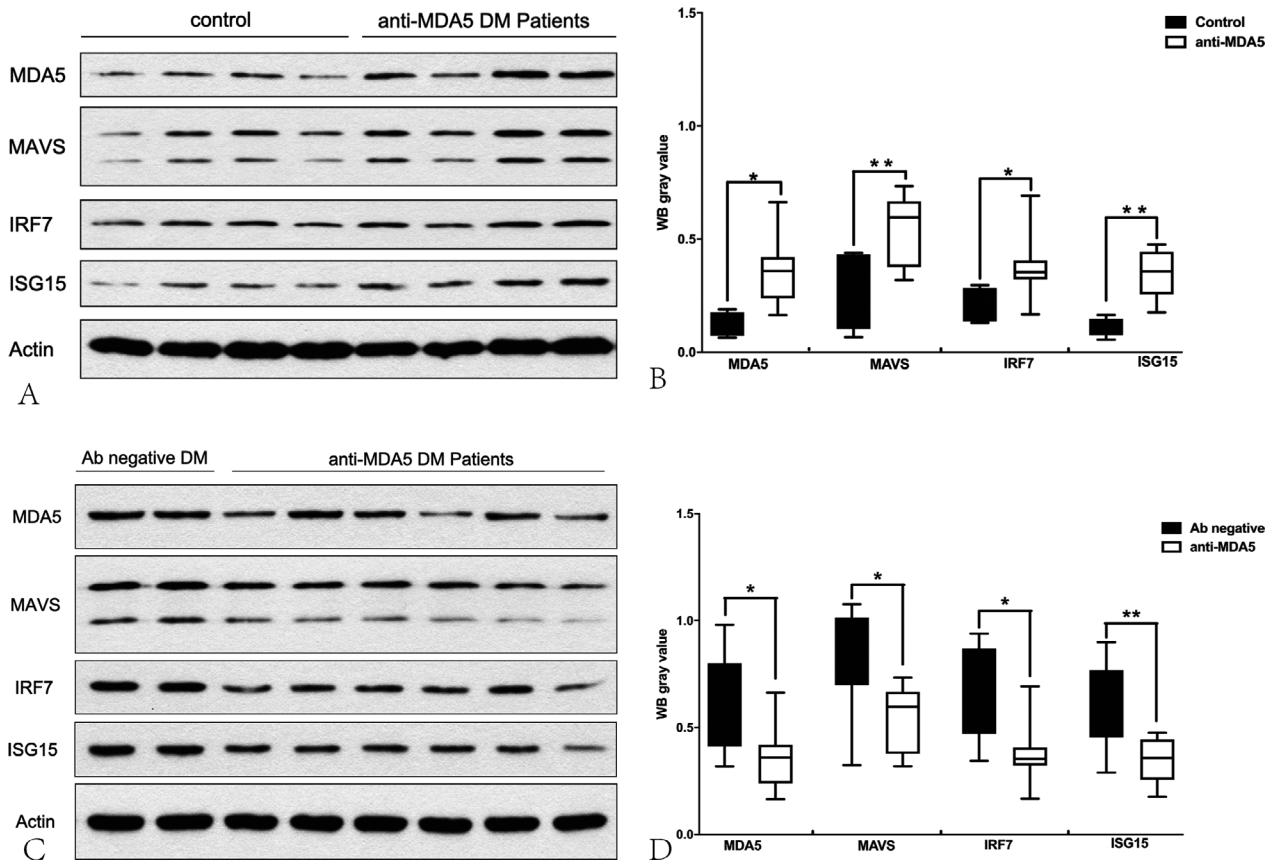 control anti-MDA5 DM Patients
MDA5
MAVS
IRF7
ISG15
Actin
A
1.5
1.0
0.5
0.0
WB gray value
Control
anti-MDA5
*
**
*
**
MDA5 MAVS IRF7 ISG15
B
Ab negative DM anti-MDA5 DM Patients
MDA5
MAVS
IRF7
ISG15
Actin
C
1.5
1.0
0.5
0.0
WB gray value
Ab negative
anti-MDA5
*
*
*
**
MDA5 MAVS IRF7 ISG15
D